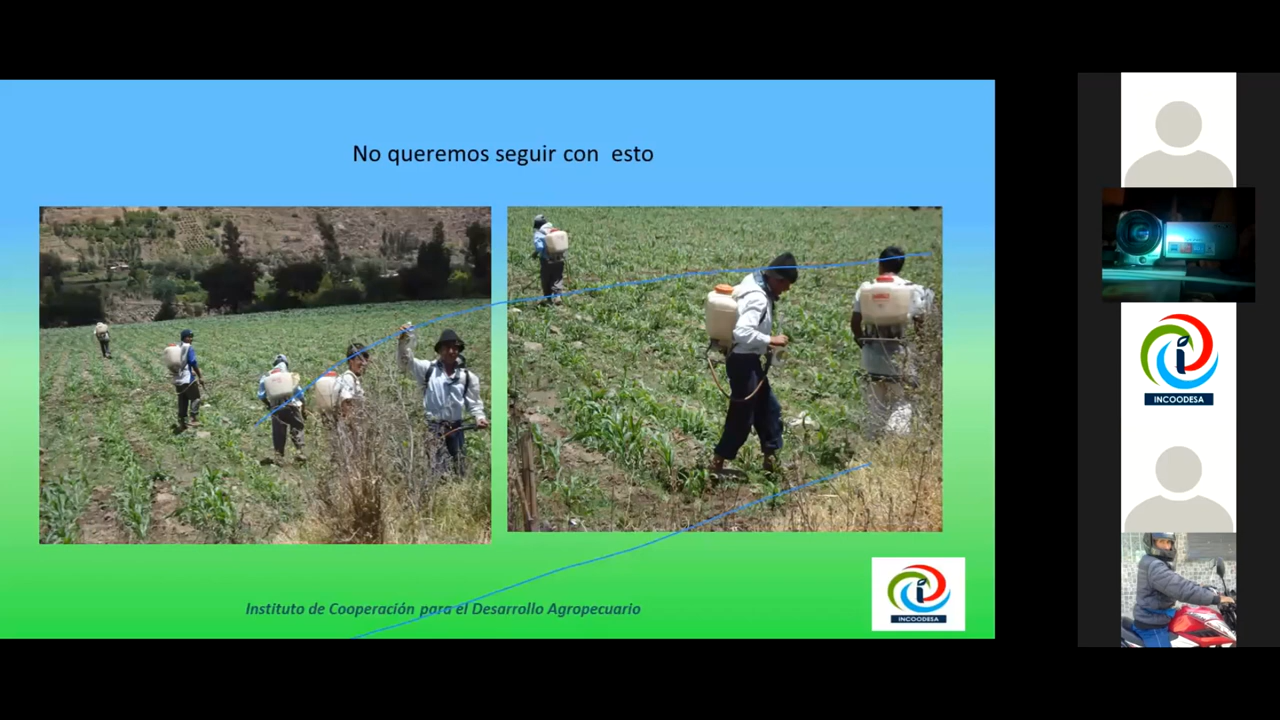 No queremos seguir con  esto
Instituto de Cooperación para el Desarrollo Agropecuario
INCOODESA
INCOODESA